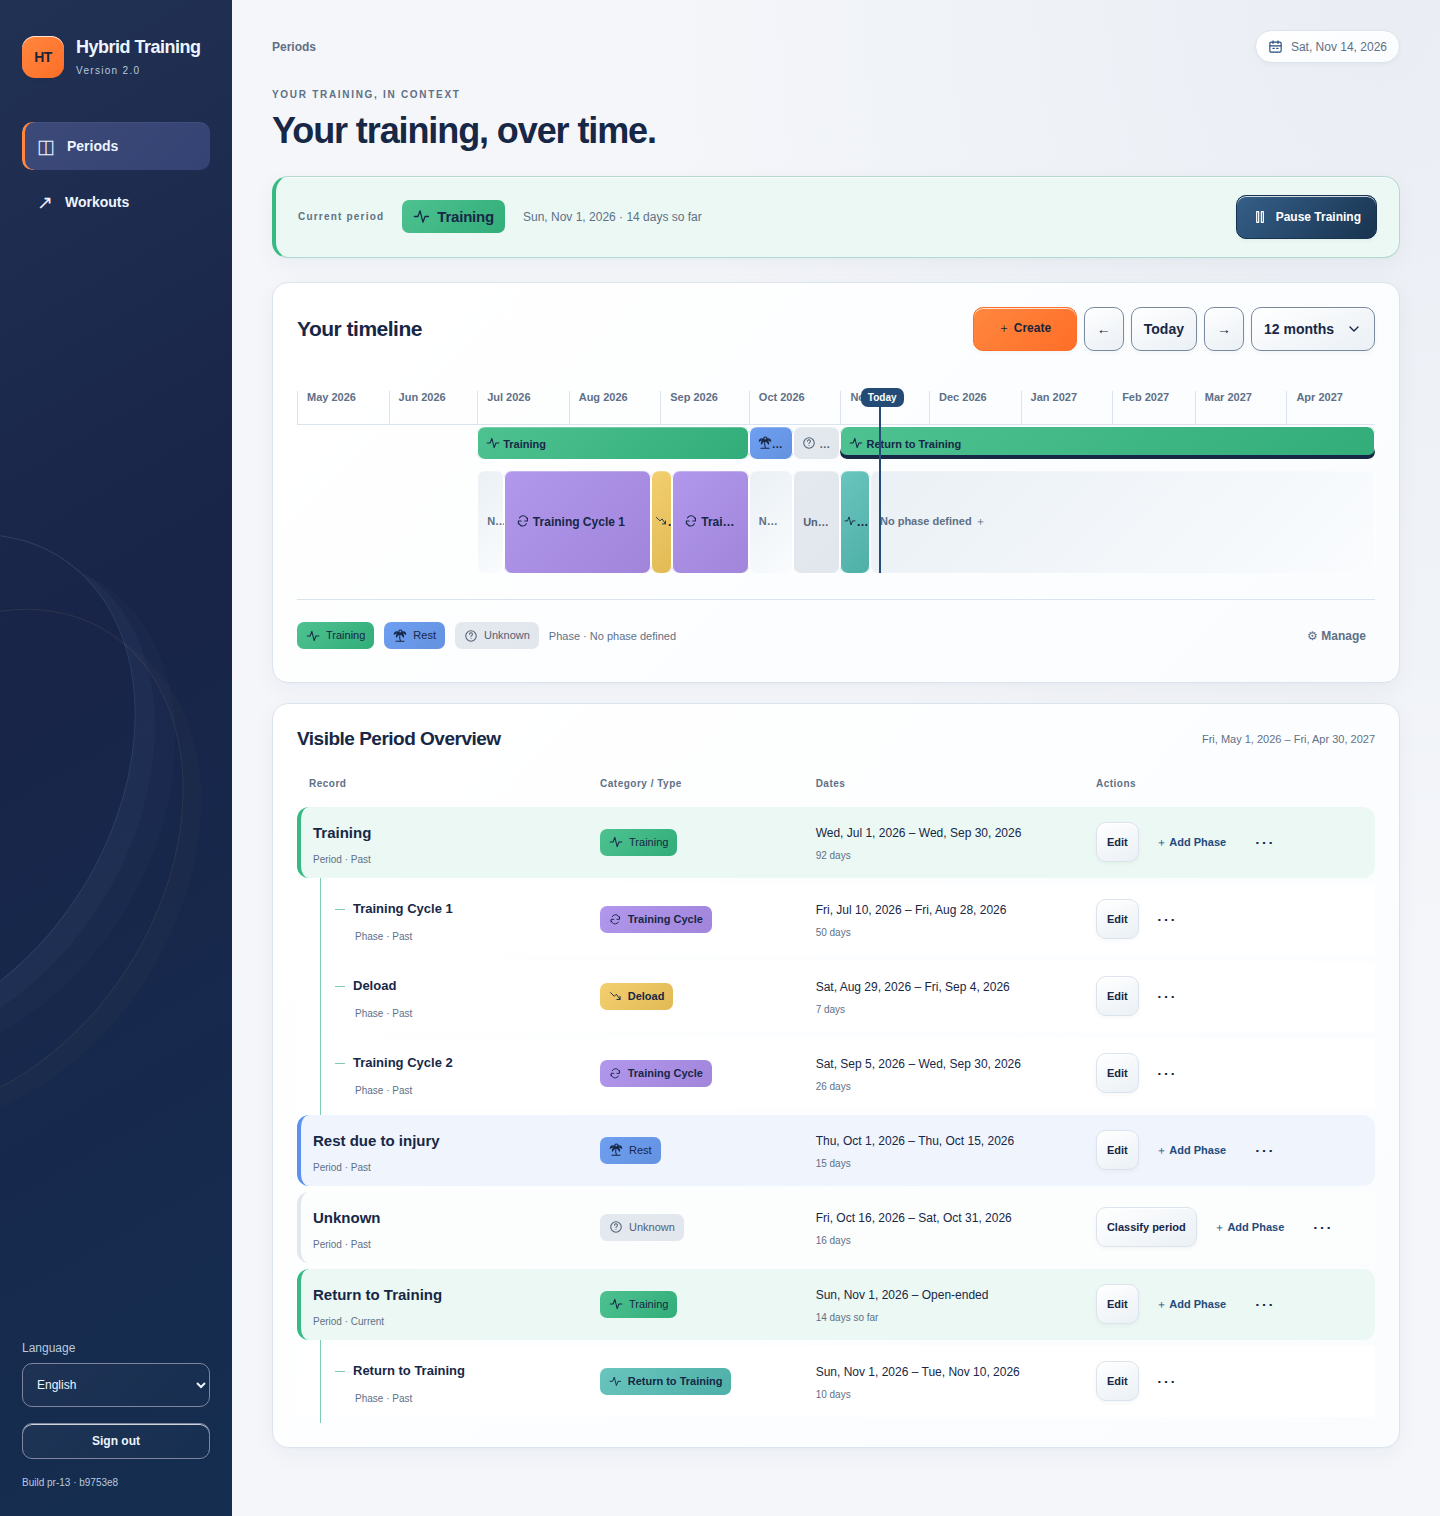 HT
Hybrid Training
Version 2.0
Periods
Workouts
Language
English
Sign out
Build pr-13 · b9753e8
Periods
Sat, Nov 14, 2026
YOUR TRAINING, IN CONTEXT
Your training, over time.
Current period
Training
Sun, Nov 1, 2026 · 14 days so far
Pause Training
Your timeline
+ Create
←
Today
→
12 months
May 2026
Jun 2026
Jul 2026
Aug 2026
Sep 2026
Oct 2026
Today
Dec 2026
Jan 2027
Feb 2027
Mar 2027
Apr 2027
Training
...
...
Return to Training
N...
Training Cycle 1
Trai...
N...
Un...
...
No phase defined +
Training
Rest
Unknown
Phase · No phase defined
⚙ Manage
Visible Period Overview
Fri, May 1, 2026 – Fri, Apr 30, 2027
Record
Category / Type
Dates
Actions
Training
Period · Past
Training
Wed, Jul 1, 2026 – Wed, Sep 30, 2026
92 days
Edit
+ Add Phase
···
— Training Cycle 1
Phase · Past
Training Cycle
Fri, Jul 10, 2026 – Fri, Aug 28, 2026
50 days
Edit
···
— Deload
Phase · Past
Deload
Sat, Aug 29, 2026 – Fri, Sep 4, 2026
7 days
Edit
···
— Training Cycle 2
Phase · Past
Training Cycle
Sat, Sep 5, 2026 – Wed, Sep 30, 2026
26 days
Edit
···
Rest due to injury
Period · Past
Rest
Thu, Oct 1, 2026 – Thu, Oct 15, 2026
15 days
Edit
+ Add Phase
···
Unknown
Period · Past
Unknown
Fri, Oct 16, 2026 – Sat, Oct 31, 2026
16 days
Classify period
+ Add Phase
···
Return to Training
Period · Current
Training
Sun, Nov 1, 2026 – Open-ended
14 days so far
Edit
+ Add Phase
···
— Return to Training
Phase · Past
Return to Training
Sun, Nov 1, 2026 – Tue, Nov 10, 2026
10 days
Edit
···